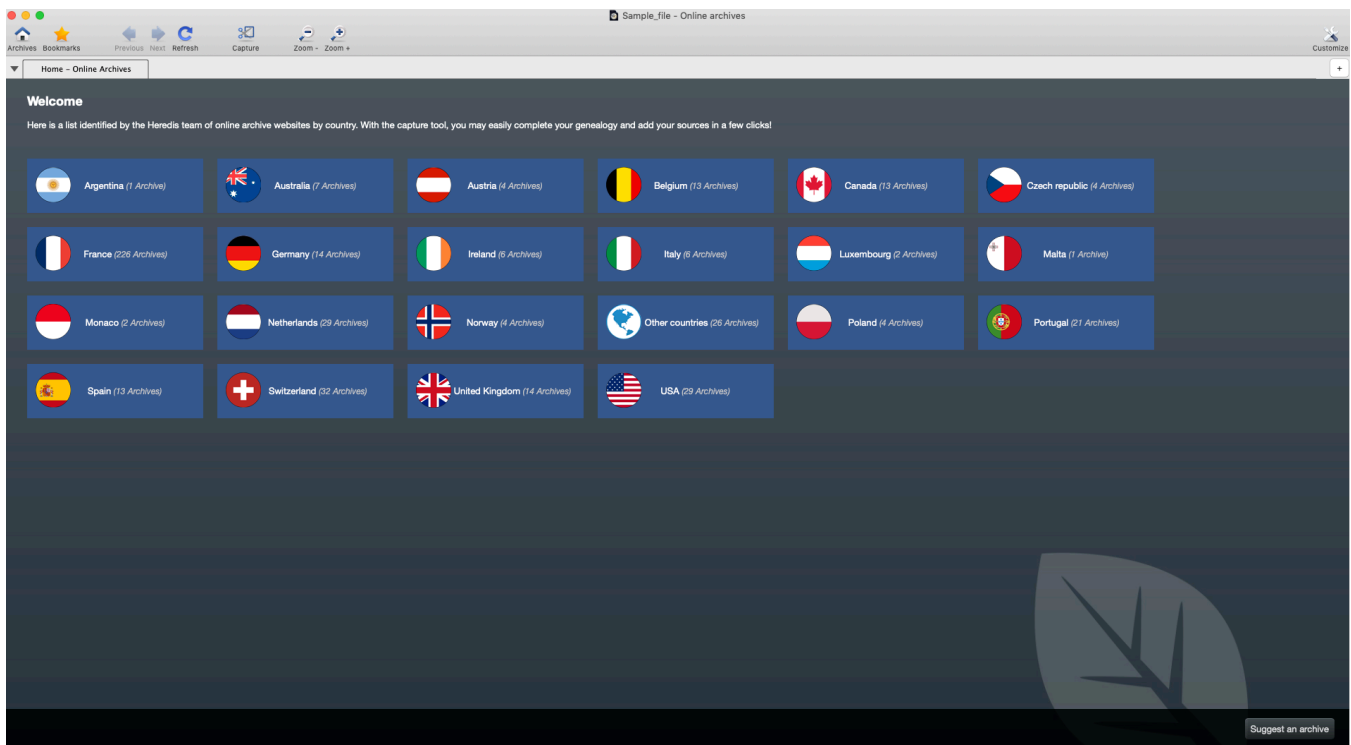 Sample_file - Online archives
Archives Bookmarks Previous Next Refresh Capture Zoom - Zoom + Customize
Home - Online Archives +
Welcome
Here is a list identified by the Heredis team of online archive websites by country. With the capture tool, you may easily complete your genealogy and add your sources in a few clicks!
Argentina (1 Archive) Australia (7 Archives) Austria (4 Archives) Belgium (13 Archives) Canada (13 Archives) Czech republic (4 Archives)
France (226 Archives) Germany (14 Archives) Ireland (6 Archives) Italy (6 Archives) Luxembourg (2 Archives) Malta (1 Archive)
Monaco (2 Archives) Netherlands (29 Archives) Norway (4 Archives) Other countries (26 Archives) Poland (4 Archives) Portugal (21 Archives)
Spain (13 Archives) Switzerland (32 Archives) United Kingdom (14 Archives) USA (29 Archives)
Suggest an archive